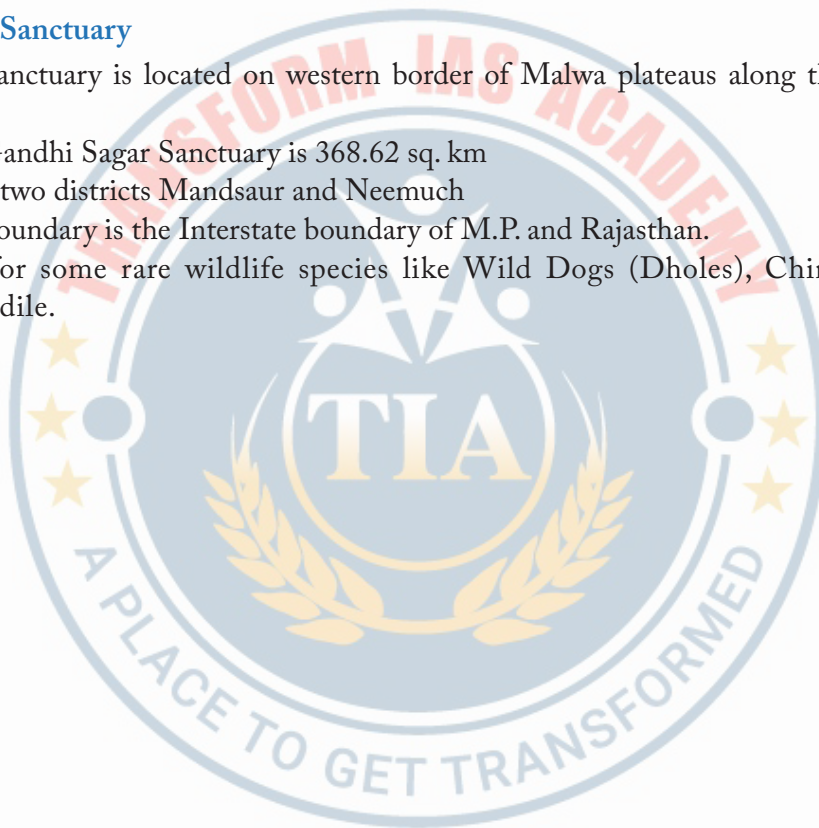 Sanctuary
anctuary is located on western border of Malwa plateaus along th
andhi Sagar Sanctuary is 368.62 sq. km
two districts Mandsaur and Neemuch
oundary is the Interstate boundary of M.P. and Rajasthan.
for some rare wildlife species like Wild Dogs (Dholes), Chin
dile.
TRANSFORM IAS ACADEMY
TIA
A PLACE TO GET TRANSFORMED